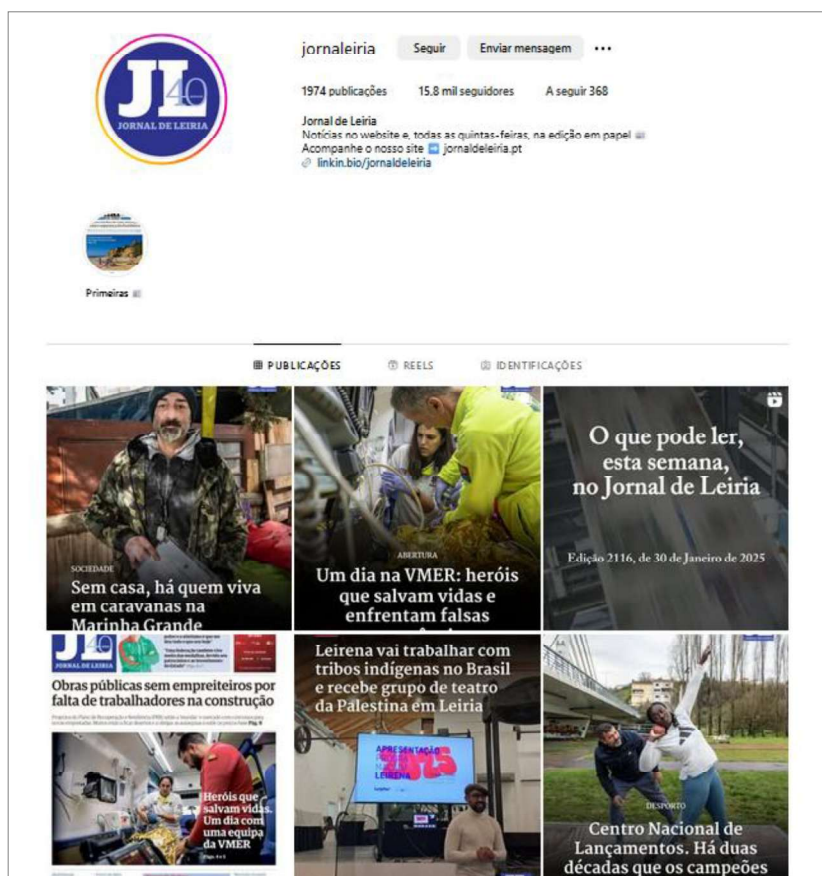 JL 40
JORNAL DE LEIRIA
jornaleiria
Seguir
Enviar mensagem
1974 publicações
15.8 mil seguidores
A seguir 368
Jornal de Leiria
Notícias no website e, todas as quintas-feiras, na edição em papel
Acompanhe o nosso site ➡️ jornaldeleiria.pt
linkin.bio/jornaldeleiria
Primeiras
PUBLICAÇÕES
REELS
IDENTIFICAÇÕES
SOCIEDADE
Sem casa, há quem viva
em caravanas na
Marinha Grande
ABERTURA
Um dia na VMER: heróis
que salvam vidas e
enfrentam falsas
O que pode ler,
esta semana,
no Jornal de Leiria
Edição 2116, de 30 de Janeiro de 2025
JORNAL DE LEIRIA
Obras públicas sem empreiteiros por
falta de trabalhadores na construção
Heróis que
salvam vidas.
Um dia com
uma equipa
da VMER
Leirena vai trabalhar com
tribos indígenas no Brasil
e recebe grupo de teatro
da Palestina em Leiria
APRESENTAÇÃO
2025
LEIRENA
DESPORTO
Centro Nacional de
Lançamentos. Há duas
décadas que os campeões